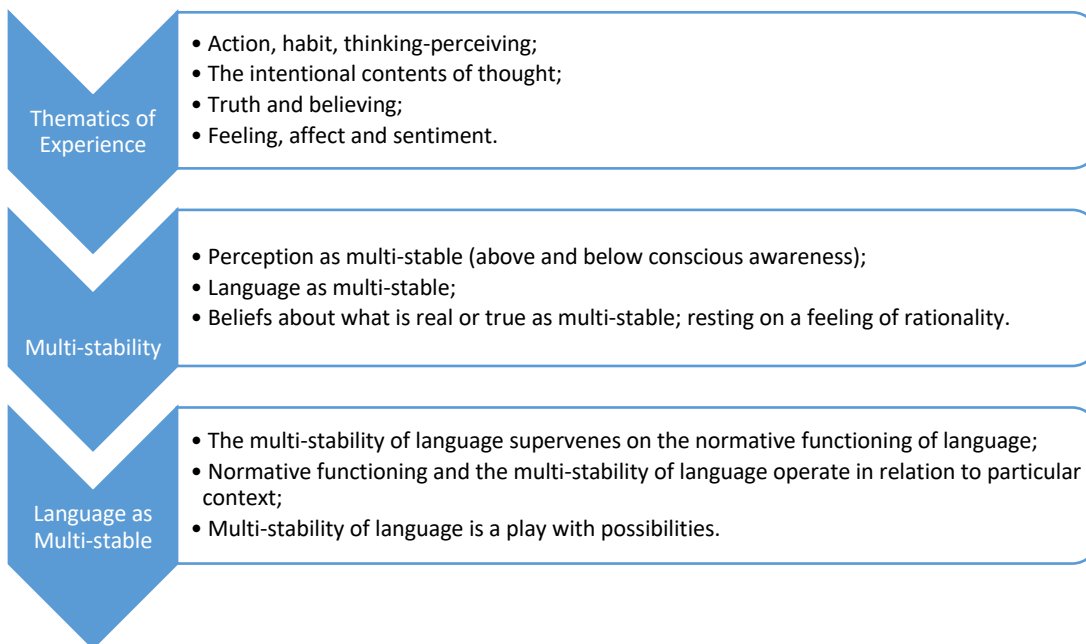 Thematics of
Experience
• Action, habit, thinking-perceiving;
• The intentional contents of thought;
• Truth and believing;
• Feeling, affect and sentiment.
Multi-stability
• Perception as multi-stable (above and below conscious awareness);
• Language as multi-stable;
• Beliefs about what is real or true as multi-stable; resting on a feeling of rationality.
Language as
Multi-stable
• The multi-stability of language supervenes on the normative functioning of language;
• Normative functioning and the multi-stability of language operate in relation to particular
context;
• Multi-stability of language is a play with possibilities.